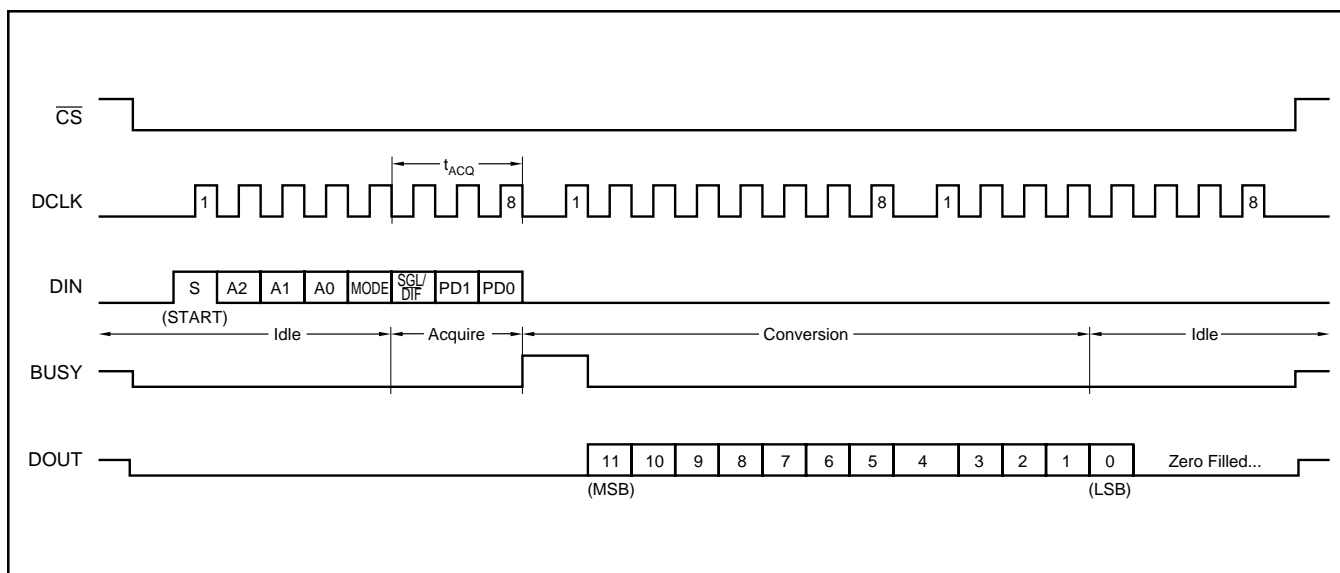 CS
tACQ
DCLK 1 8 1 8 1 8
DIN S A2 A1 A0 MODE SGL/DIF PD1 PD0
(START)
Idle Acquire Conversion Idle
BUSY
DOUT 11 10 9 8 7 6 5 4 3 2 1 0 Zero Filled...
(MSB) (LSB)